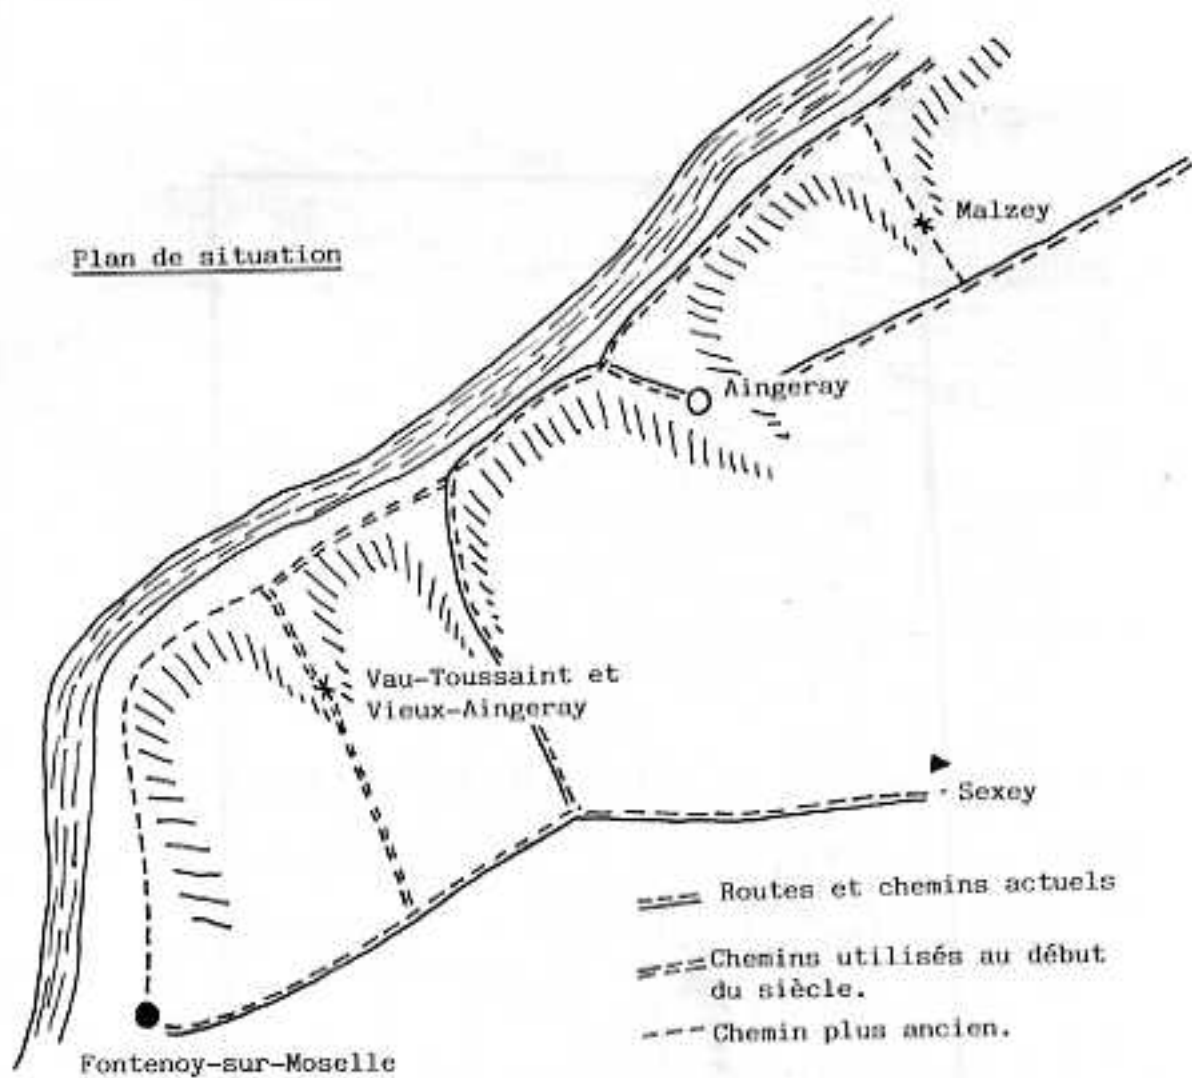 Malzey
Plan de situation
Aingeray
Vau-Toussaint et
Vieux-Aingeray
Sexey
Routes et chemins actuels
Chemins utilisés au début
du siècle.
Chemin plus ancien.
Fontenoy-sur-Moselle